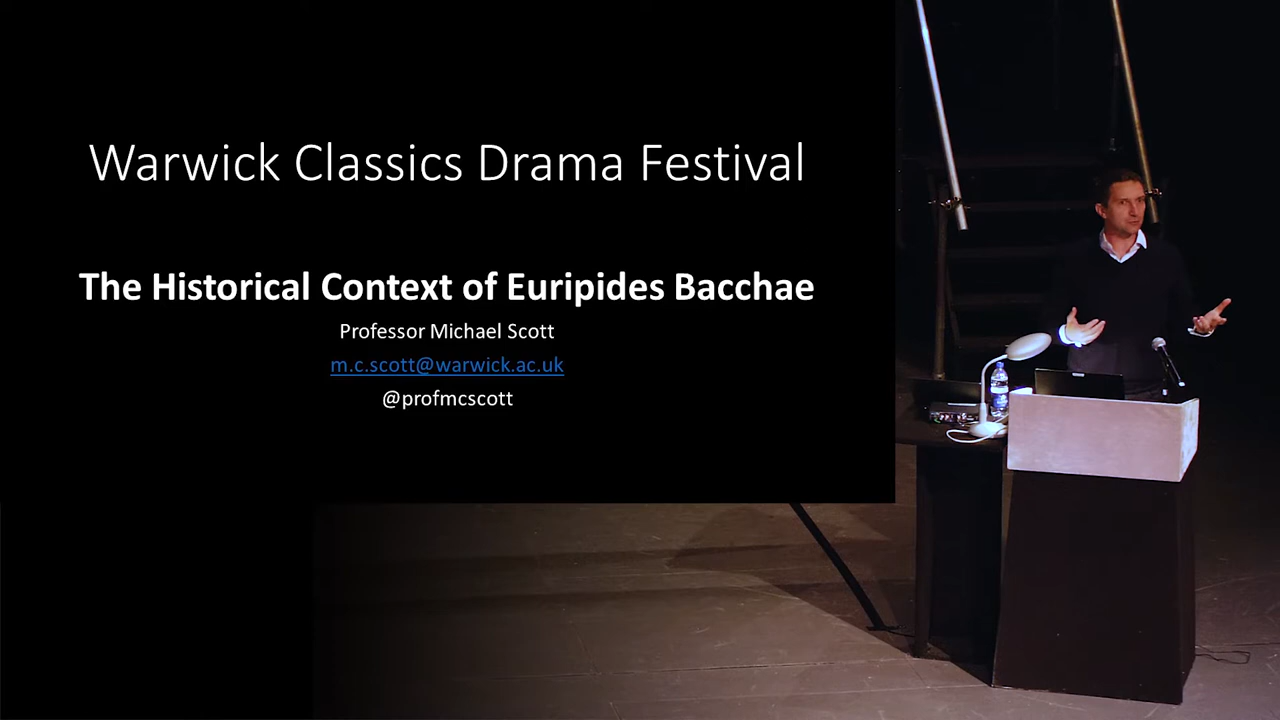 Warwick Classics Drama Festival
The Historical Context of Euripides Bacchae
Professor Michael Scott
m.c.scott@warwick.ac.uk
@profmcscott